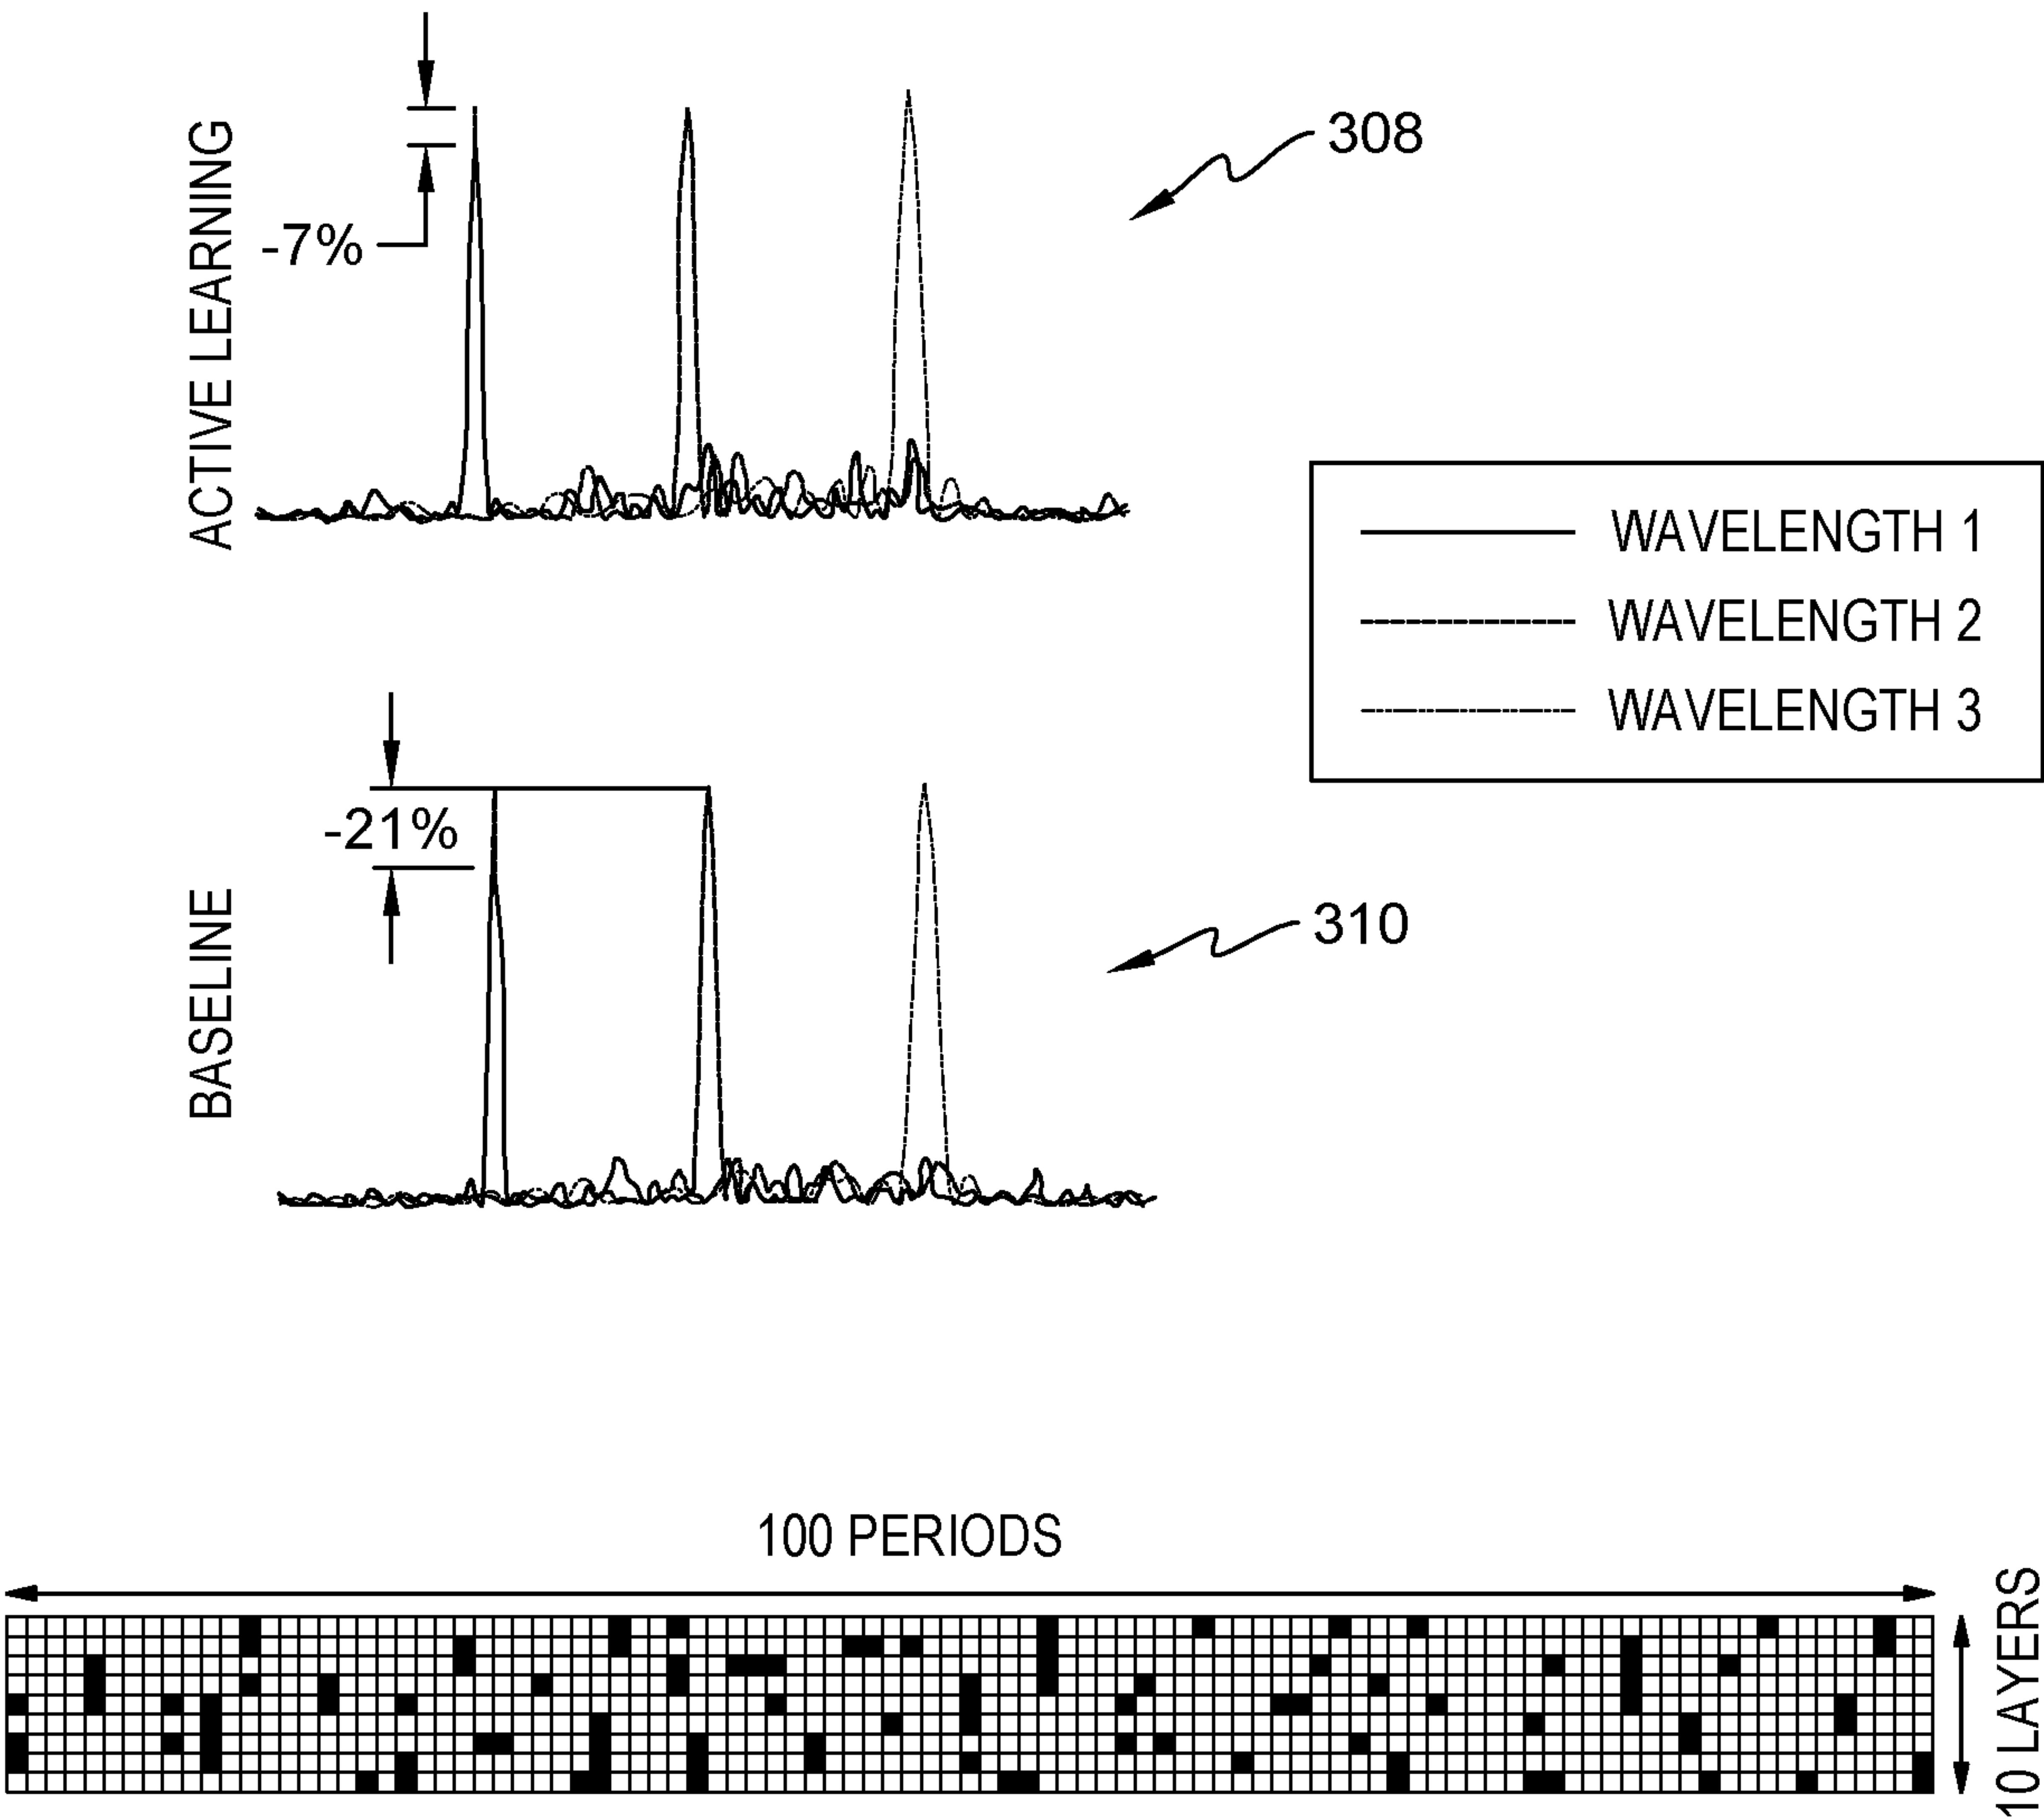 ACTIVE LEARNING
-7%
308
WAVELENGTH 1
WAVELENGTH 2
WAVELENGTH 3
BASELINE
-21%
310
100 PERIODS
10 LAYERS